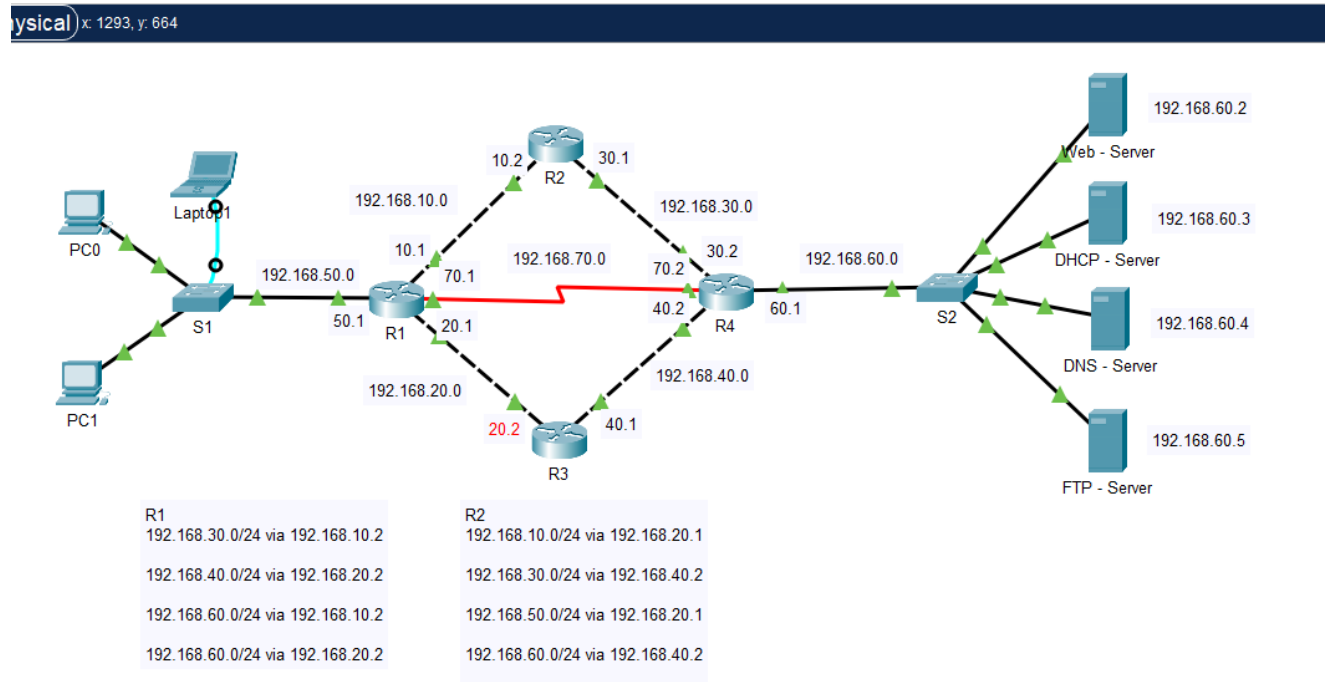 ysical x: 1293, y: 664
192.168.60.2
Web - Server
10.2
30.1
R2
Laptop1
192.168.10.0
192.168.30.0
192.168.60.3
PC0
10.1
192.168.70.0
30.2
DHCP - Server
192.168.50.0
70.1
70.2
192.168.60.0
S1
50.1
R1
20.1
40.2
R4
60.1
S2
192.168.60.4
192.168.20.0
192.168.40.0
DNS - Server
PC1
20.2
40.1
192.168.60.5
R3
FTP - Server
R1
192.168.30.0/24 via 192.168.10.2
192.168.40.0/24 via 192.168.20.2
192.168.60.0/24 via 192.168.10.2
192.168.60.0/24 via 192.168.20.2
R2
192.168.10.0/24 via 192.168.20.1
192.168.30.0/24 via 192.168.40.2
192.168.50.0/24 via 192.168.20.1
192.168.60.0/24 via 192.168.40.2